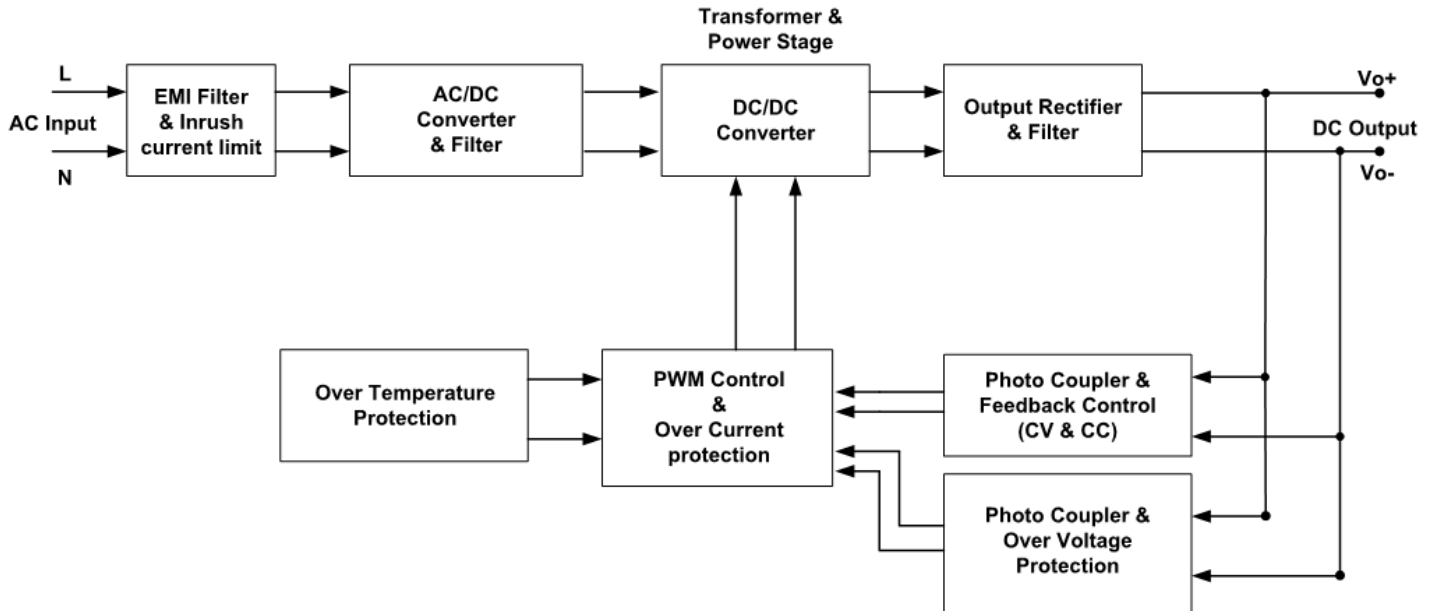 Transformer &
Power Stage
L
AC Input
N
EMI Filter
& Inrush
current limit
AC/DC
Converter
& Filter
DC/DC
Converter
Output Rectifier
& Filter
Vo+
DC Output
Vo-
Over Temperature
Protection
PWM Control
&
Over Current
protection
Photo Coupler &
Feedback Control
(CV & CC)
Photo Coupler &
Over Voltage
Protection